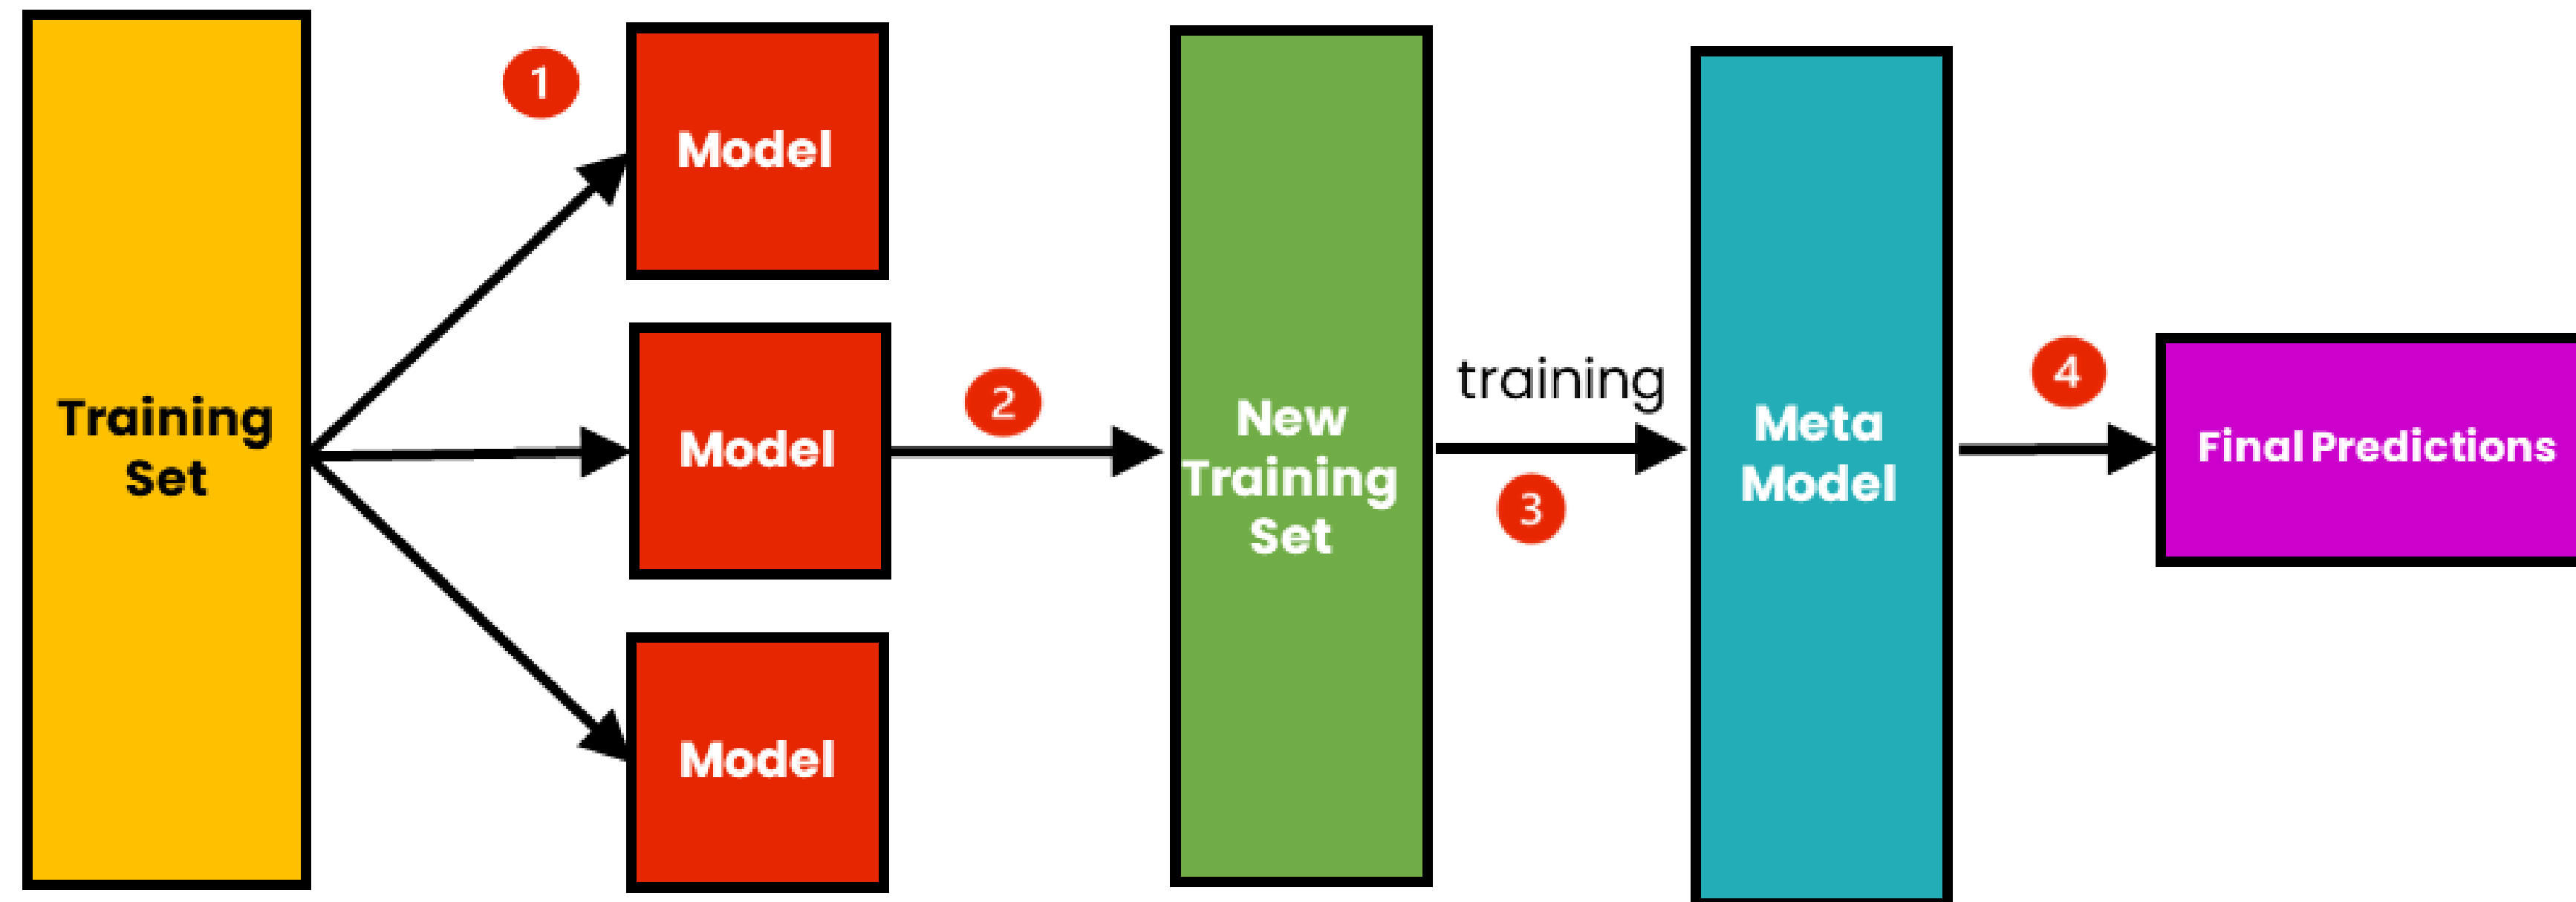 Training
Set
1
Model
Model
Model
2
New
Training
Set
training
3
Meta
Model
4
Final Predictions